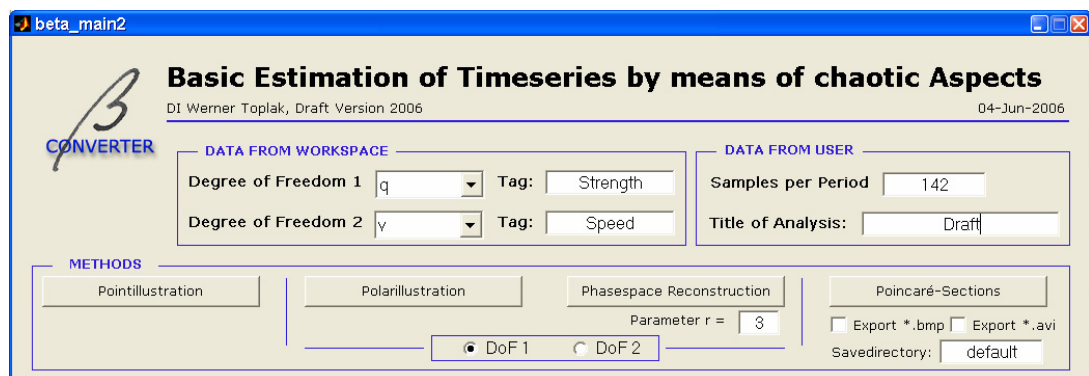 beta_main2
Basic Estimation of Timeseries by means of chaotic Aspects
DI Werner Toplak, Draft Version 2006 04-Jun-2006
β
CONVERTER
DATA FROM WORKSPACE
Degree of Freedom 1 q Tag: Strength
Degree of Freedom 2 v Tag: Speed
DATA FROM USER
Samples per Period 142
Title of Analysis: Draft
METHODS
Pointillustration Polarillustration Phasespace Reconstruction Poincaré-Sections
Parameter r = 3 Export *.bmp Export *.avi
DoF 1 DoF 2 Savedirectory: default